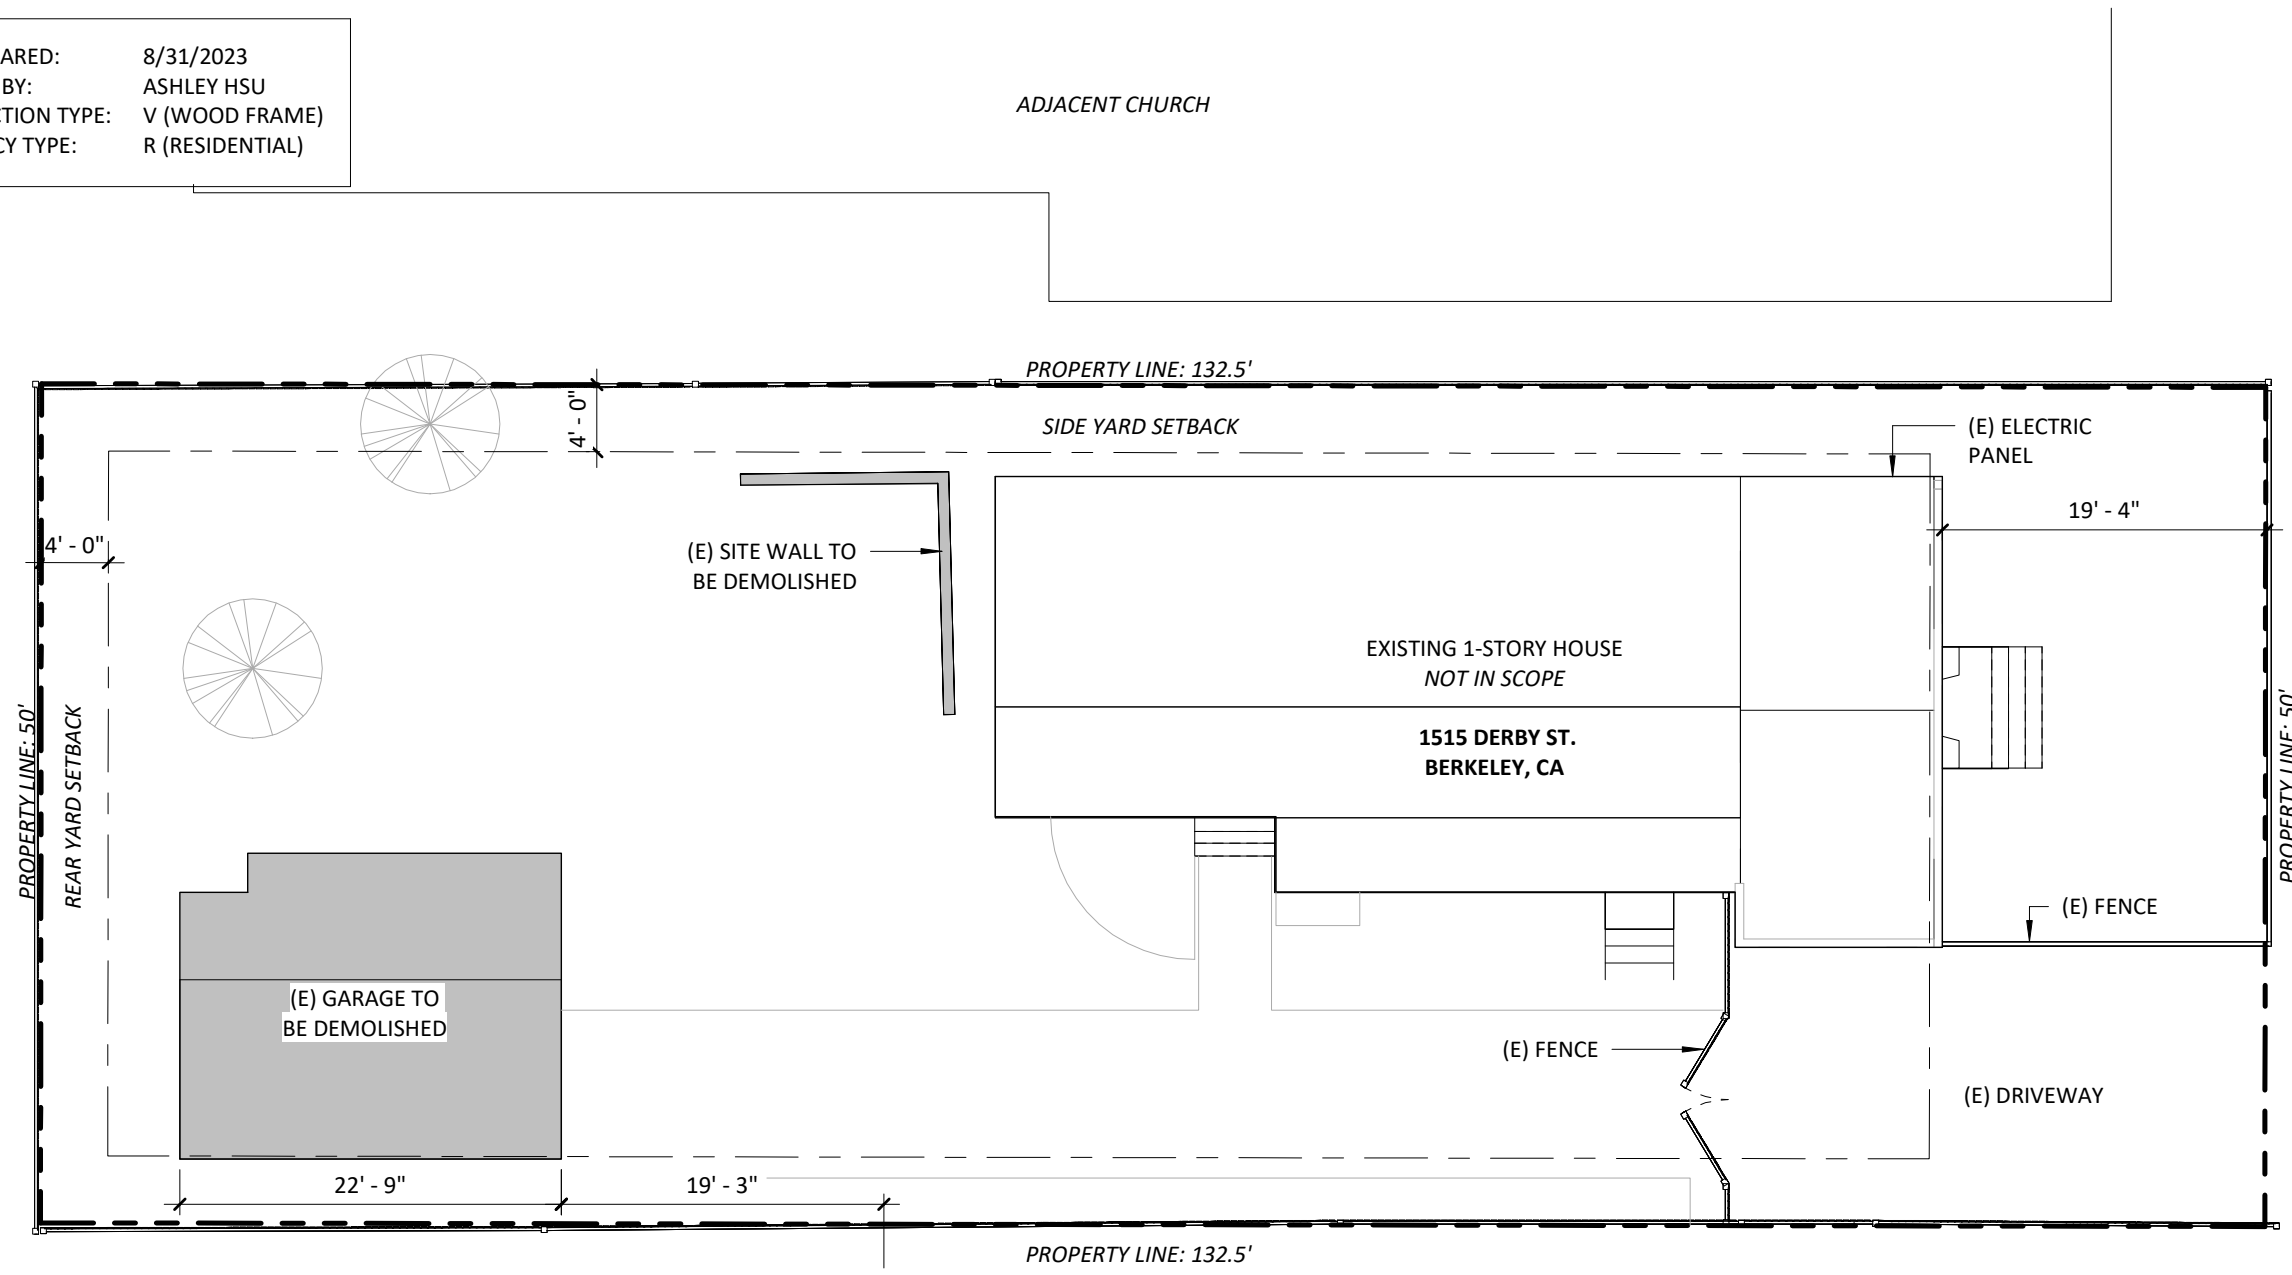 ARED: 8/31/2023
BY: ASHLEY HSU
CTION TYPE: V (WOOD FRAME)
CY TYPE: R (RESIDENTIAL)
ADJACENT CHURCH
PROPERTY LINE: 132.5'
4' - 0"
SIDE YARD SETBACK
(E) ELECTRIC
PANEL
19' - 4"
4' - 0"
(E) SITE WALL TO
BE DEMOLISHED
EXISTING 1-STORY HOUSE
NOT IN SCOPE
1515 DERBY ST.
BERKELEY, CA
PROPERTY LINE: 50'
REAR YARD SETBACK
PROPERTY LINE: 50'
(E) FENCE
(E) GARAGE TO
BE DEMOLISHED
(E) FENCE
(E) DRIVEWAY
22' - 9"
19' - 3"
PROPERTY LINE: 132.5'